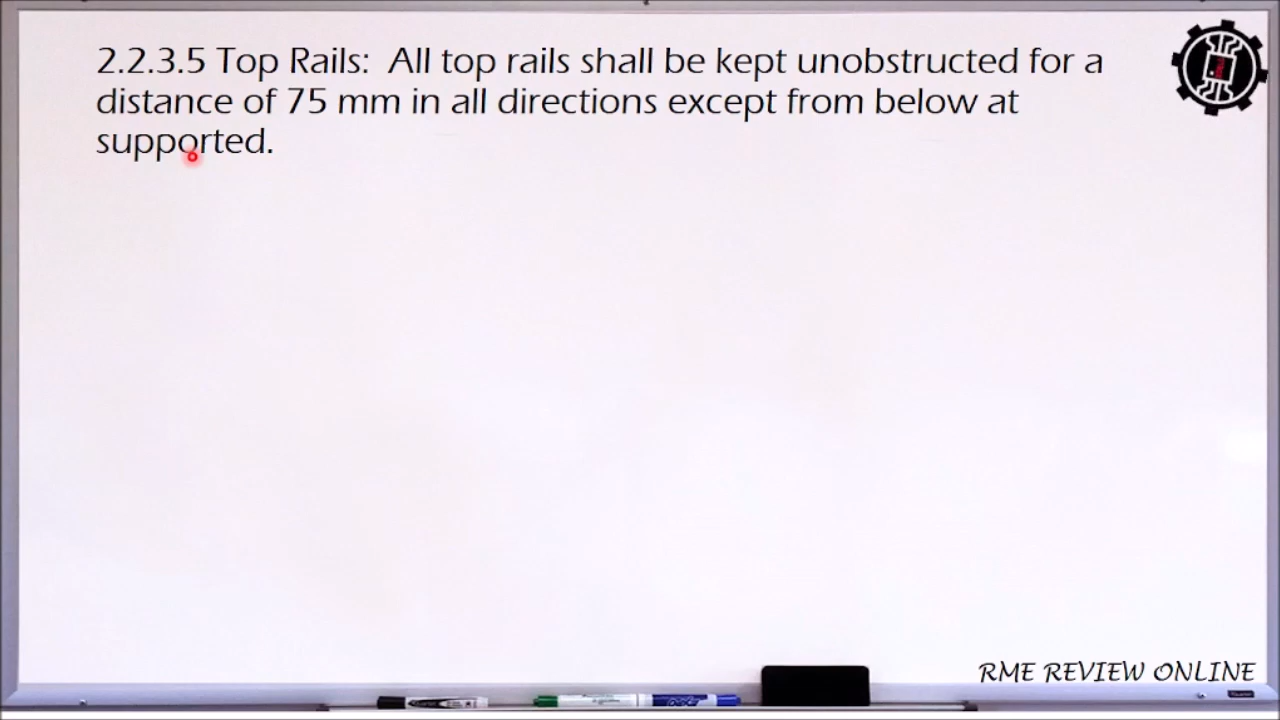 2.2.3.5 Top Rails:  All top rails shall be kept unobstructed for a
distance of 75 mm in all directions except from below at
supported.
RME REVIEW ONLINE